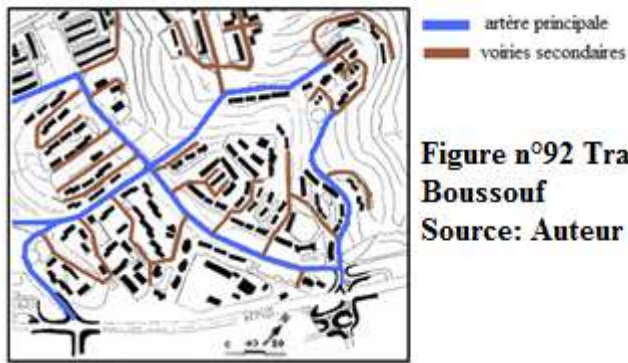 artère principale
voiries secondaires
Figure n°92 Tra
Boussouf
Source: Auteur